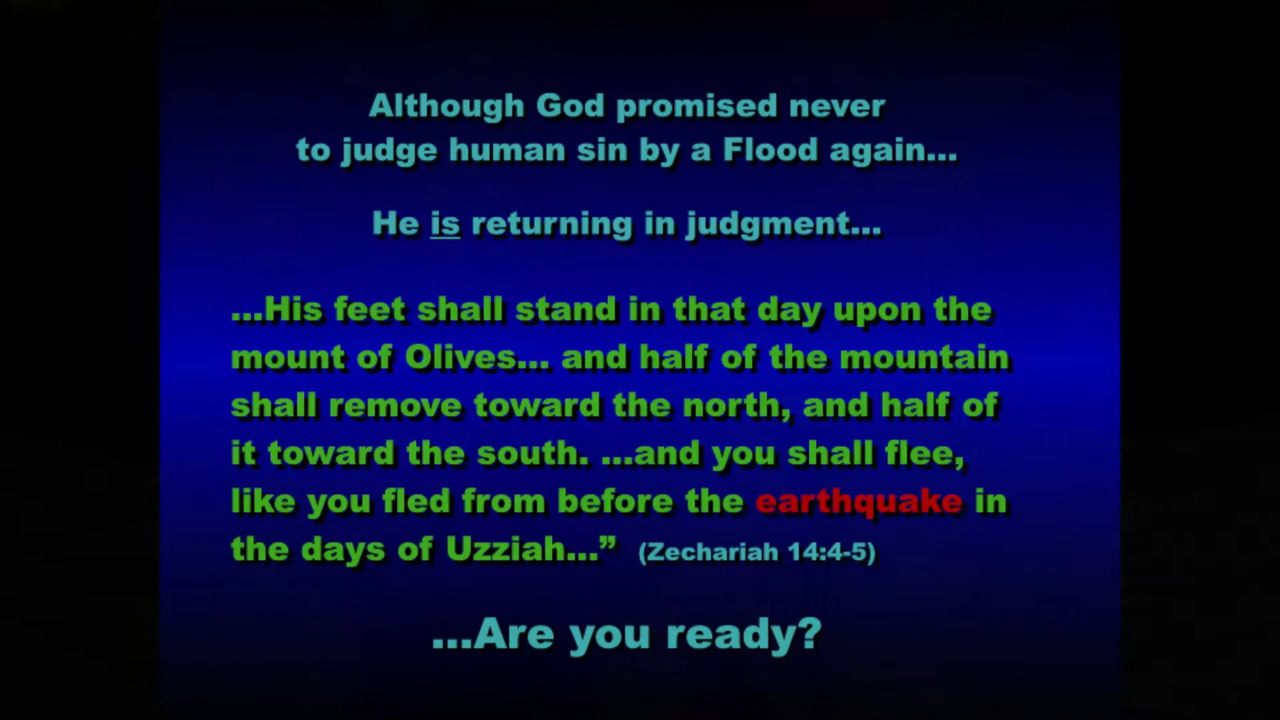 Although God promised never
to judge human sin by a Flood again...
He is returning in judgment...
...His feet shall stand in that day upon the
mount of Olives... and half of the mountain
shall remove toward the north, and half of
it toward the south. ...and you shall flee,
like you fled from before the earthquake in
the days of Uzziah...” (Zechariah 14:4-5)
...Are you ready?